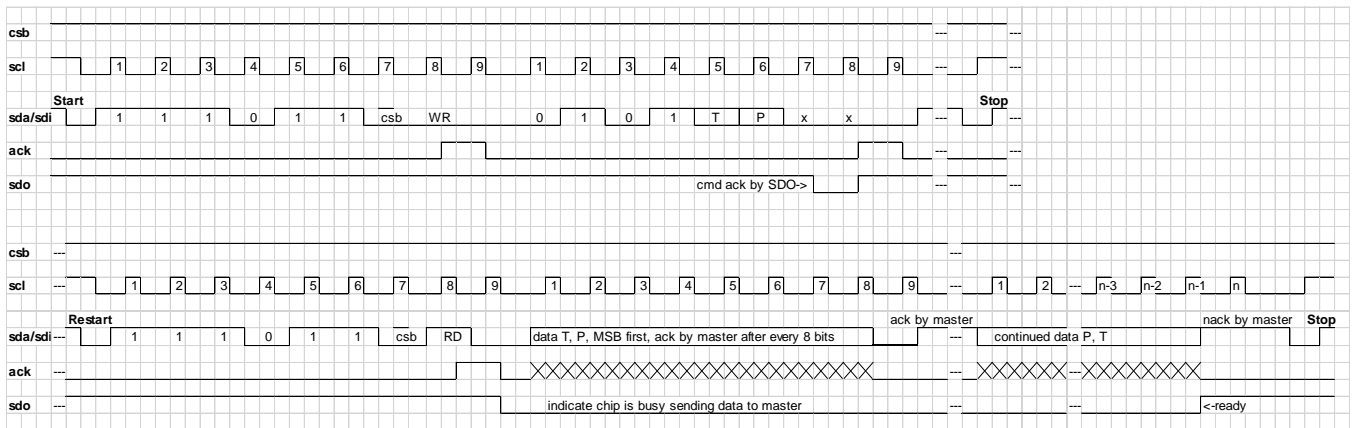 csb --- ---
scl 1 2 3 4 5 6 7 8 9 1 2 3 4 5 6 7 8 9 --- ---
Start Stop
sda/sdi 1 1 1 0 1 1 csb WR 0 1 0 1 T P x x --- ---
ack --- ---
sdo cmd ack by SDO-> --- ---
csb --- ---
scl --- 1 2 3 4 5 6 7 8 9 1 2 3 4 5 6 7 8 9 --- 1 2 --- n-3 n-2 n-1 n
Restart ack by master nack by master Stop
sda/sdi --- 1 1 1 0 1 1 csb RD data T, P, MSB first, ack by master after every 8 bits --- continued data P, T
ack --- --- ---
sdo --- indicate chip is busy sending data to master --- --- <-ready